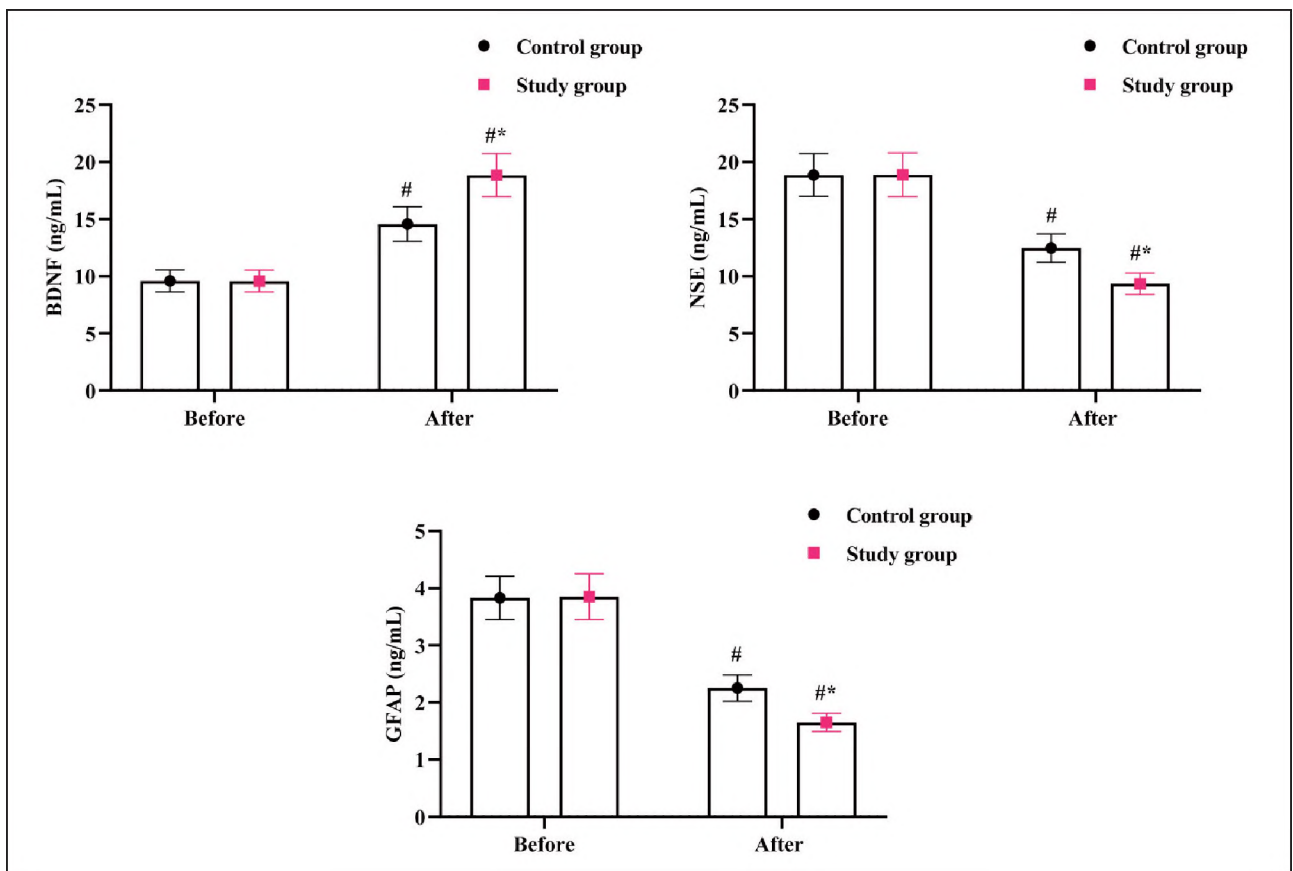 Control group
Study group
BDNF (ng/mL)
25
20
15
10
5
0
#
#*
Before
After
Control group
Study group
NSE (ng/mL)
25
20
15
10
5
0
#
#*
Before
After
Control group
Study group
GFAP (ng/mL)
5
4
3
2
1
0
#
#*
Before
After